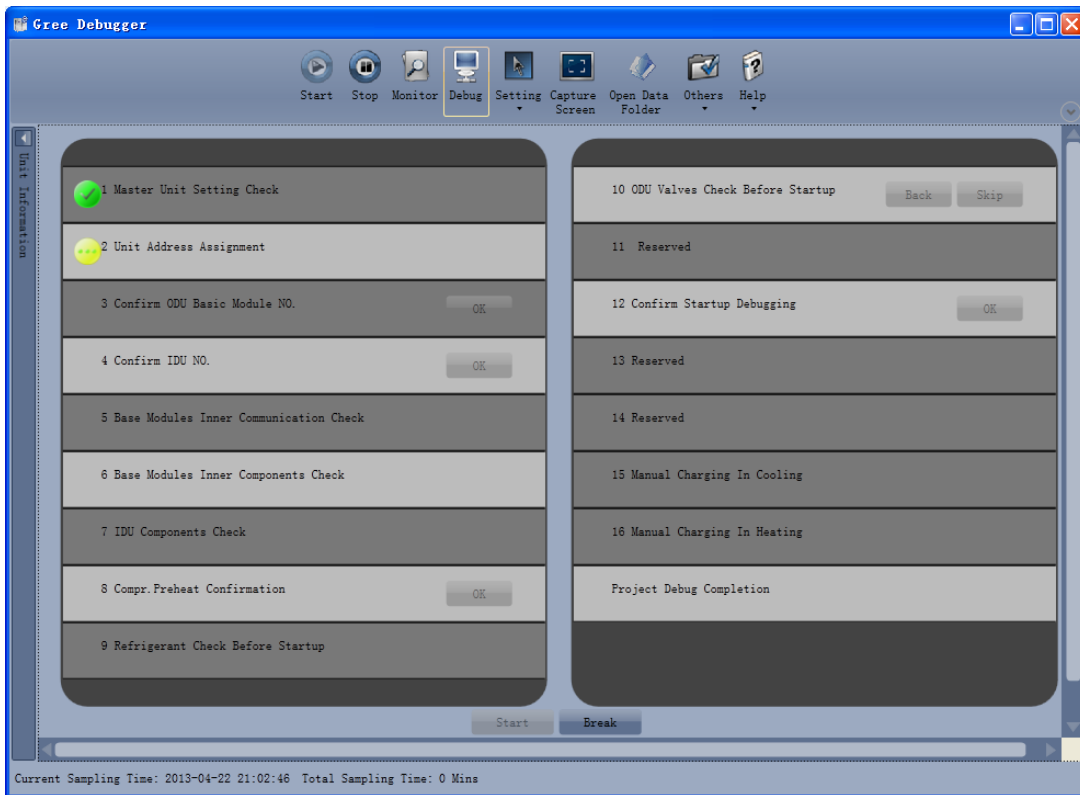 Gree Debugger
Start Stop Monitor Debug Setting Capture Screen Open Data Folder Others Help
Unit Information
1 Master Unit Setting Check
2 Unit Address Assignment
3 Confirm ODU Basic Module NO. OK
4 Confirm IDU NO. OK
5 Base Modules Inner Communication Check
6 Base Modules Inner Components Check
7 IDU Components Check
8 Compr.Preheat Confirmation OK
9 Refrigerant Check Before Startup
10 ODU Valves Check Before Startup Back Skip
11 Reserved
12 Confirm Startup Debugging OK
13 Reserved
14 Reserved
15 Manual Charging In Cooling
16 Manual Charging In Heating
Project Debug Completion
Start Break
Current Sampling Time: 2013-04-22 21:02:46 Total Sampling Time: 0 Mins